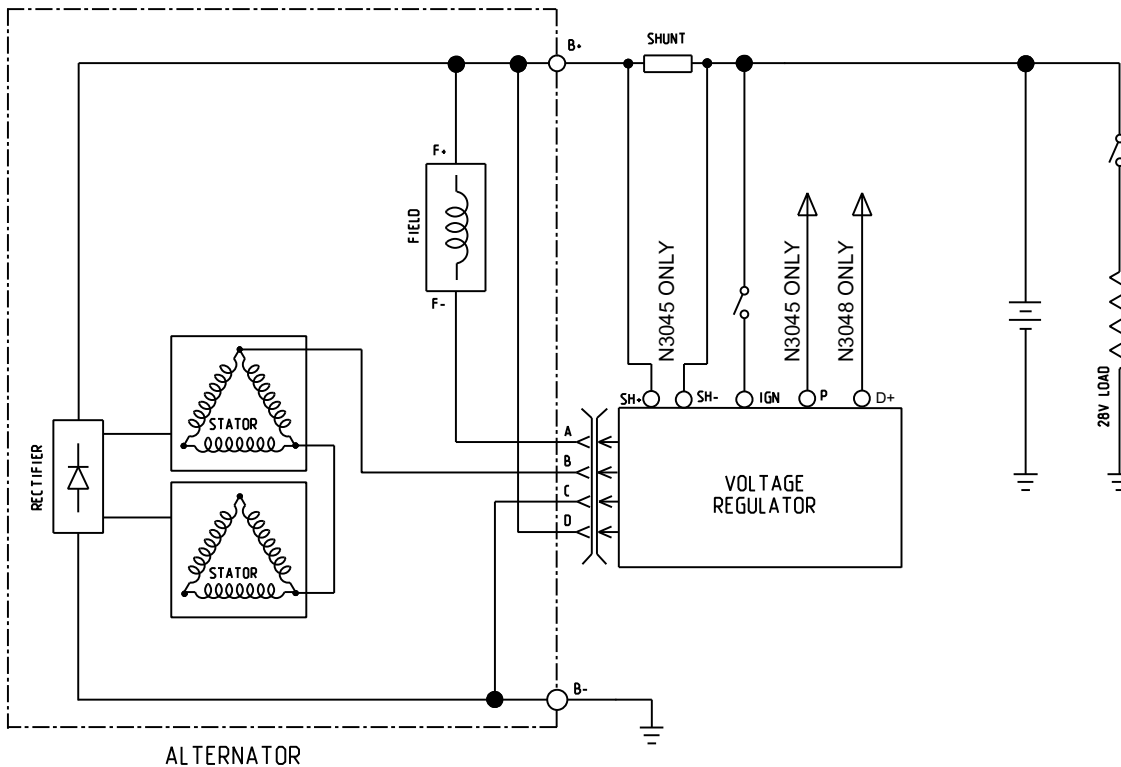 B+
SHUNT
F+
FIELD
F-
N3045 ONLY
N3045 ONLY
N3048 ONLY
SH+
SH-
IGN
P
D+
28V LOAD
STATOR
A
B
C
D
VOLTAGE
REGULATOR
RECTIFIER
STATOR
B-
ALTERNATOR